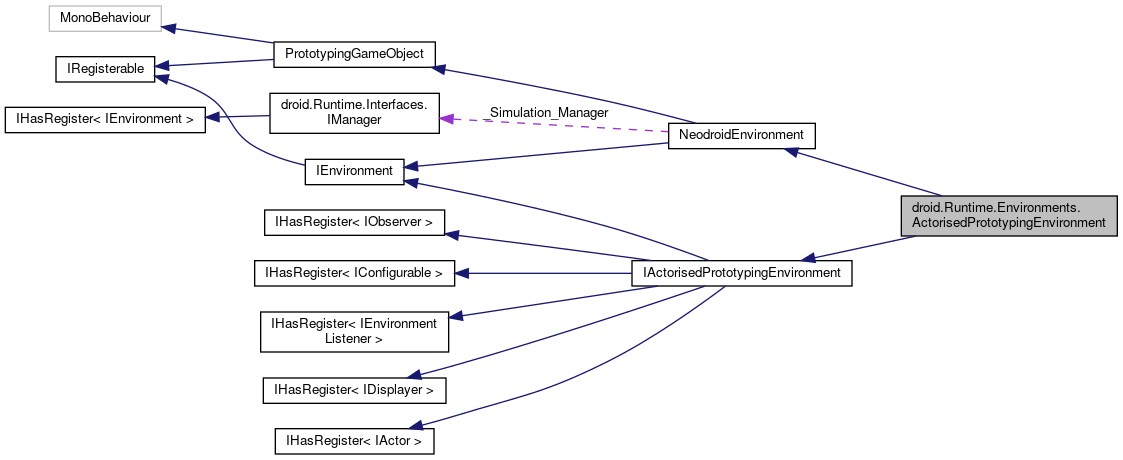 MonoBehaviour
PrototypingGameObject
IRegisterable
droid.Runtime.Interfaces.
IManager
_Simulation_Manager
IHasRegister< IEnvironment >
NeodroidEnvironment
IEnvironment
droid.Runtime.Environments.
ActorisedPrototypingEnvironment
IHasRegister< IObserver >
IHasRegister< IConfigurable >
IActorisedPrototypingEnvironment
IHasRegister< IEnvironment
Listener >
IHasRegister< IDisplayer >
IHasRegister< IActor >